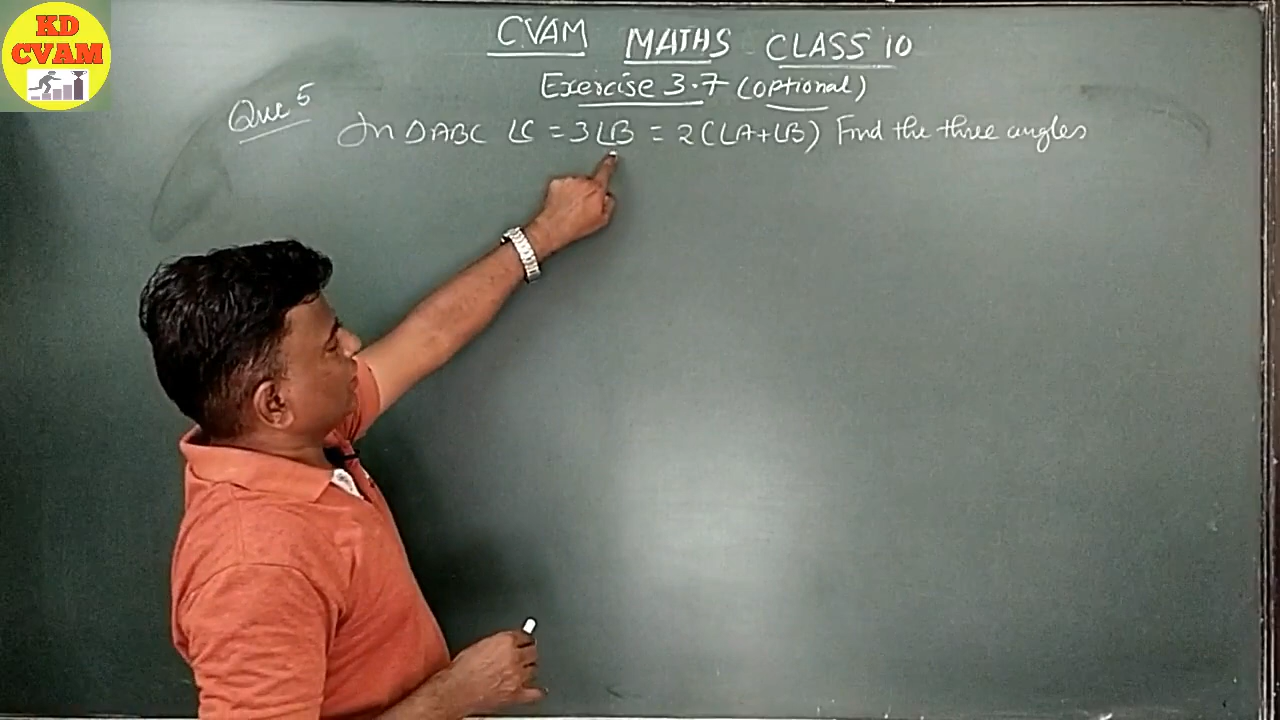 KD
CVAM
CVAM MATHS CLASS 10
Exercise 3.7 (optional)
Que 5
In △ABC ∠C = 3∠B = 2(∠A+∠B) Find the three angles